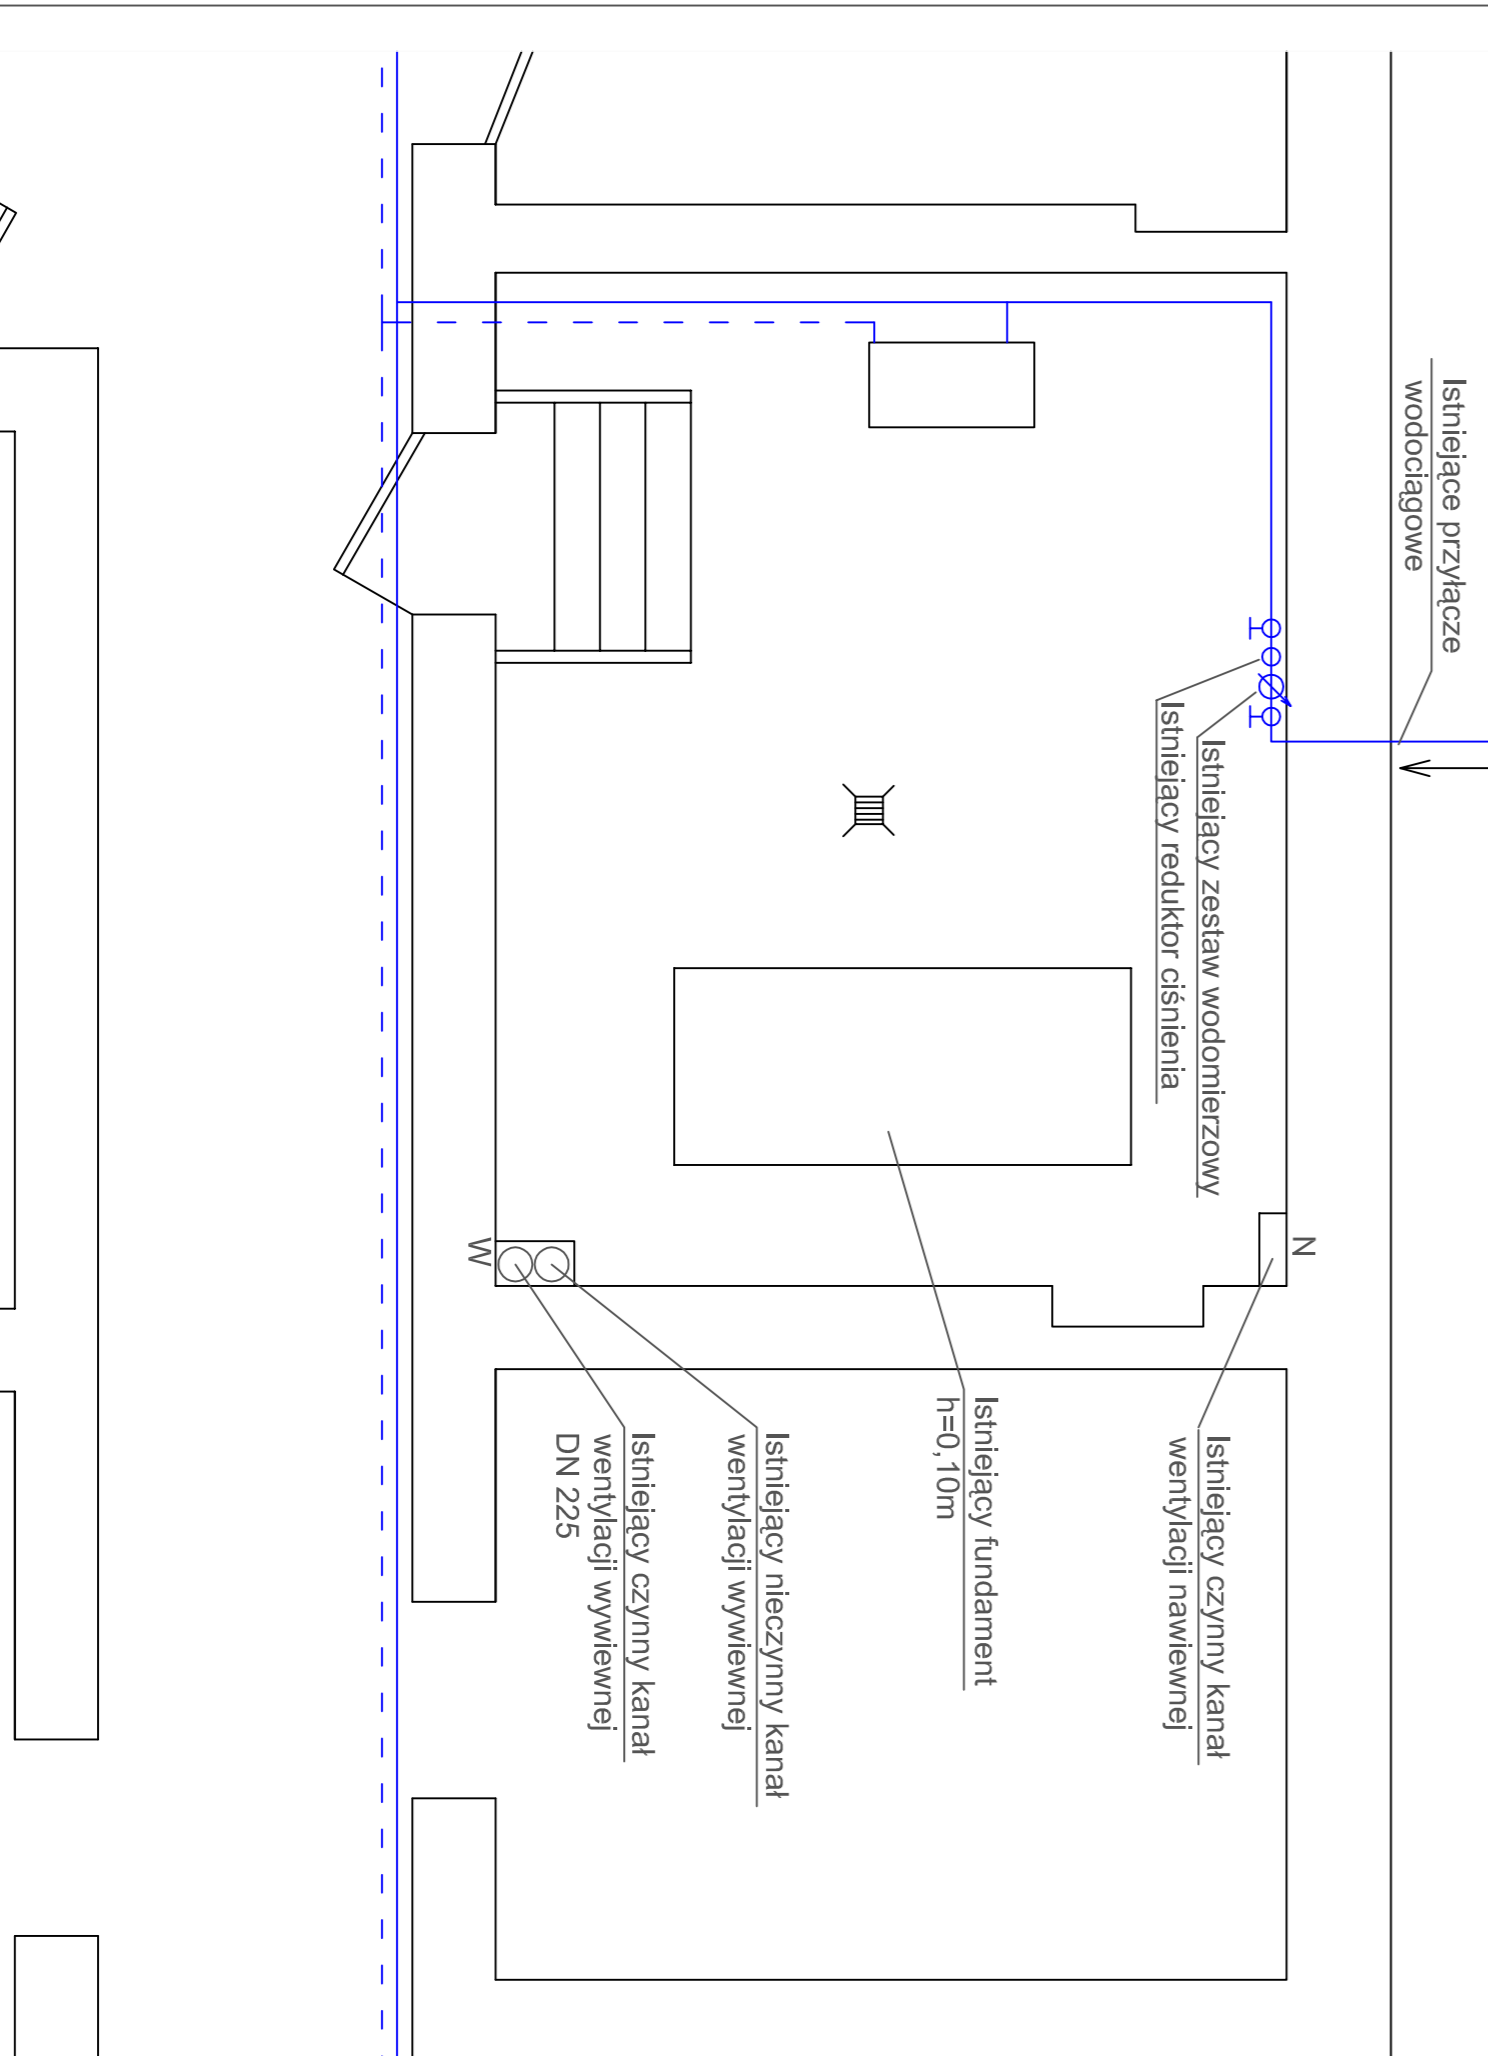 Istniejące przyłącze
wodociągowe
Istniejący zestaw wodomierzowy
Istniejący reduktor ciśnienia
N
W
Istniejący czynny kanał
wentylacji nawiewnej
Istniejący fundament
h=0,10m
Istniejący nieczynny kanał
wentylacji wywiewnej
Istniejący czynny kanał
wentylacji wywiewnej
DN 225